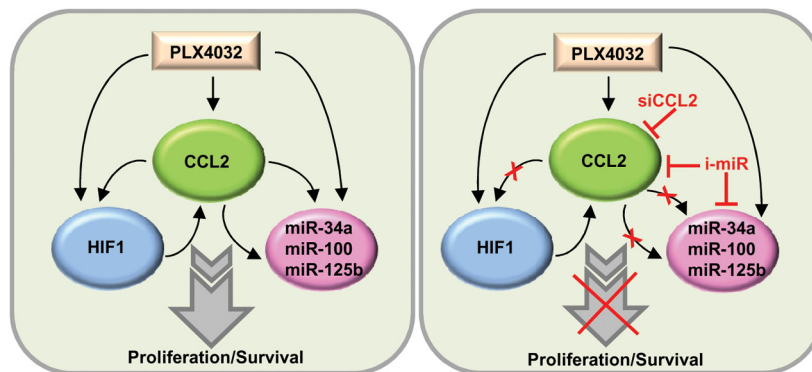 PLX4032
CCL2
HIF1
miR-34a
miR-100
miR-125b
Proliferation/Survival
PLX4032
siCCL2
CCL2
i-miR
HIF1
miR-34a
miR-100
miR-125b
Proliferation/Survival